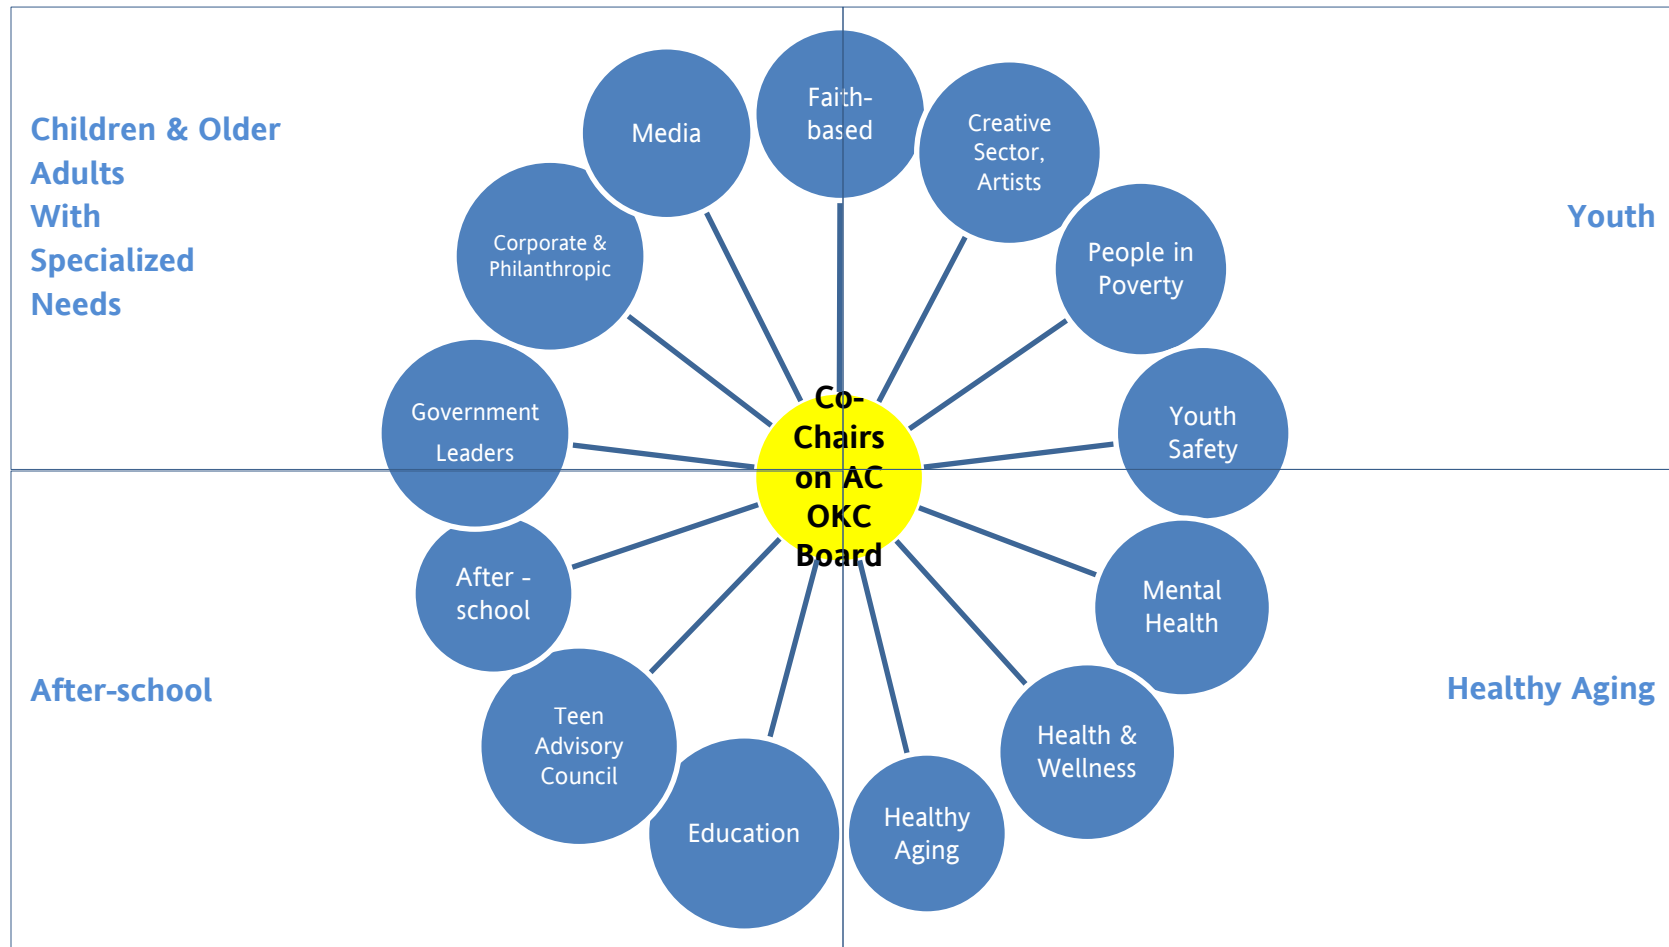 Children & Older
Adults
With
Specialized
Needs
Youth
After-school
Healthy Aging
Faith-
based
Creative
Sector,
Artists
People in
Poverty
Youth
Safety
Mental
Health
Health &
Wellness
Healthy
Aging
Education
Teen
Advisory
Council
After -
school
Government
Leaders
Corporate &
Philanthropic
Media
Co-
Chairs
on AC
OKC
Board